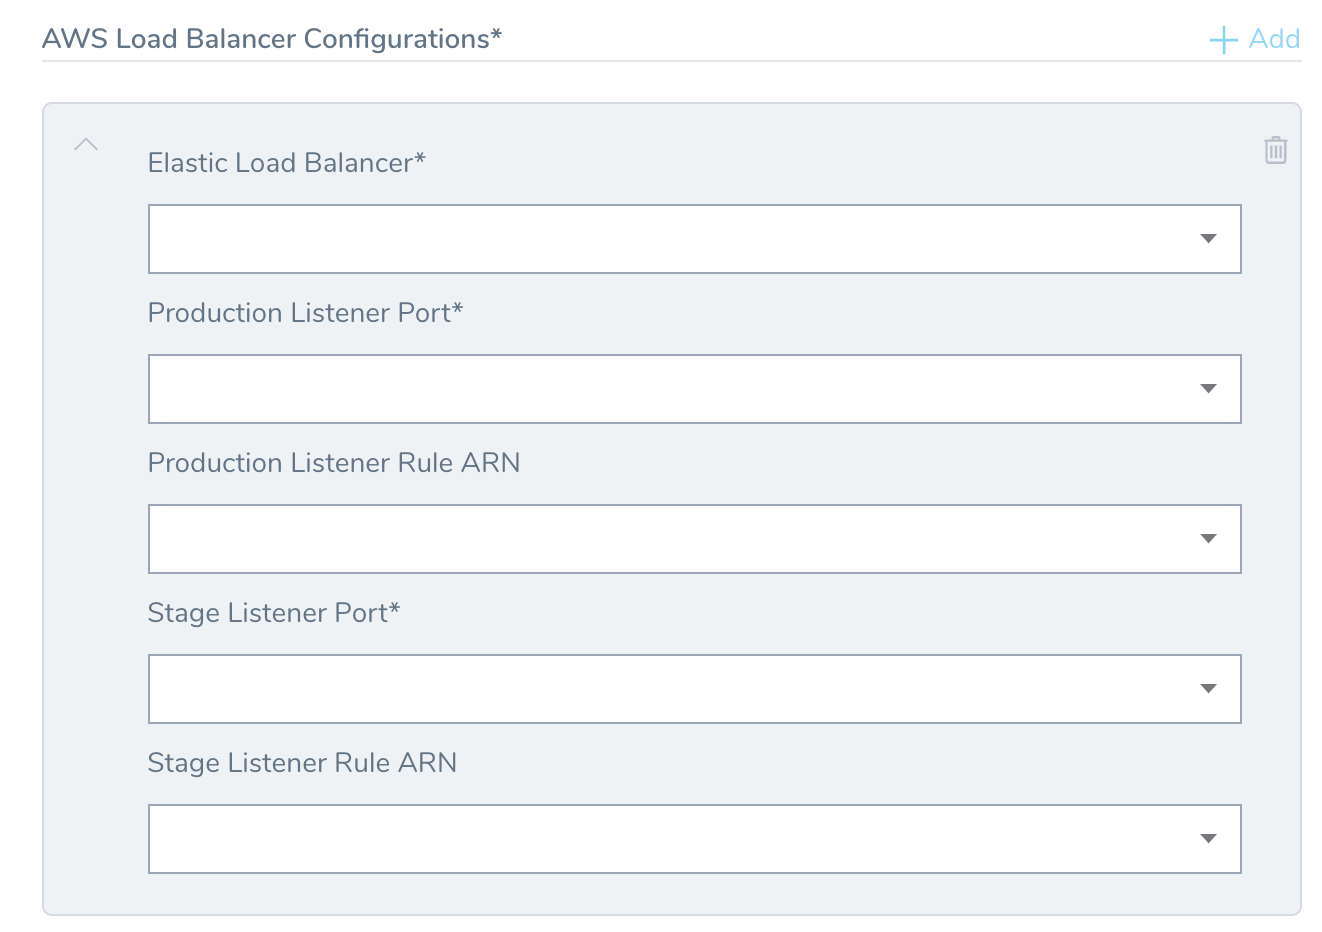 AWS Load Balancer Configurations*
Add
Elastic Load Balancer*
Production Listener Port*
Production Listener Rule ARN
Stage Listener Port*
Stage Listener Rule ARN